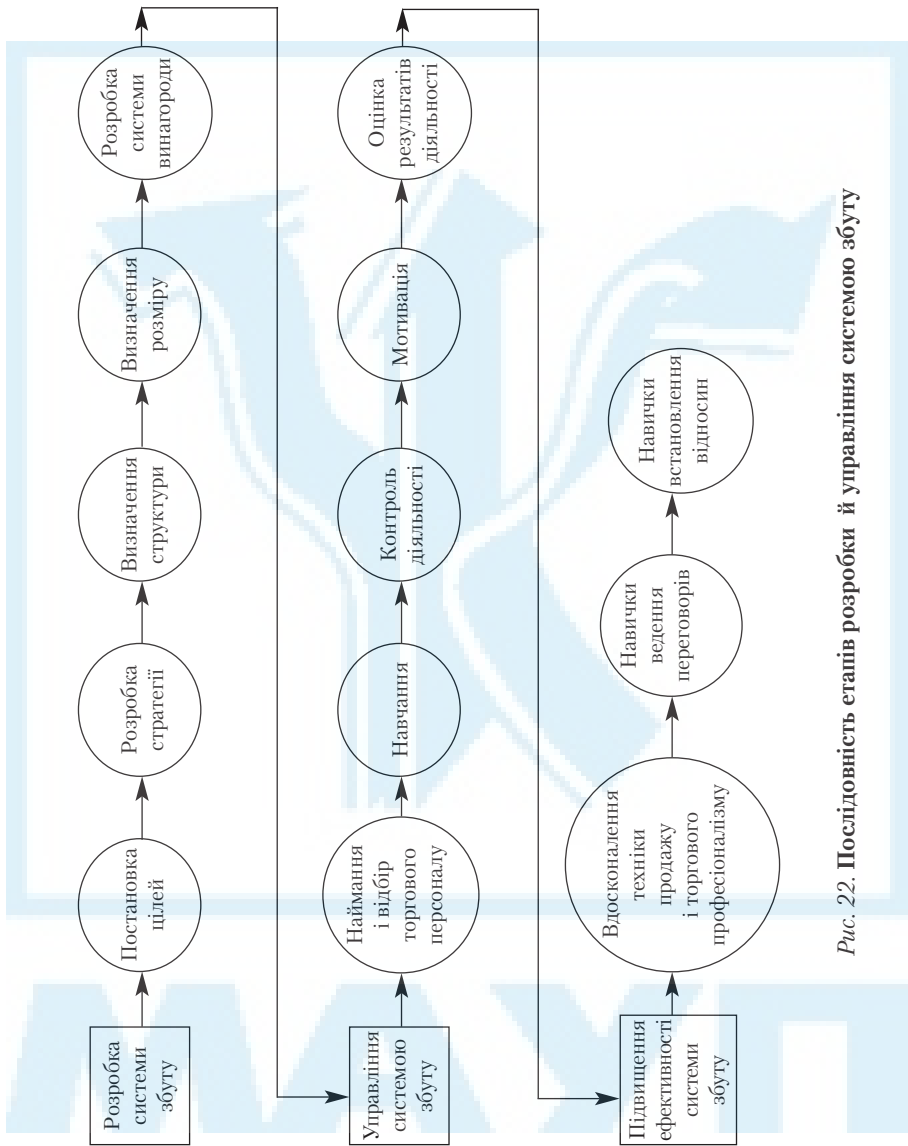 Розробка
системи
збуту
Постановка
цілей
Розробка
стратегії
Визначення
структури
Визначення
розміру
Розробка
системи
винагороди
Управління
системою
збуту
Наймання
і відбір
торгового
персоналу
Навчання
Контроль
діяльності
Мотивація
Оцінка
результатів
діяльності
Підвищення
ефективності
системи
збуту
Вдосконалення
техніки
продажу
і торгового
професіоналізму
Навички
ведення
переговорів
Навички
встановлення
відносин
Рис. 22. Послідовність етапів розробки й управління системою збуту
МАУП